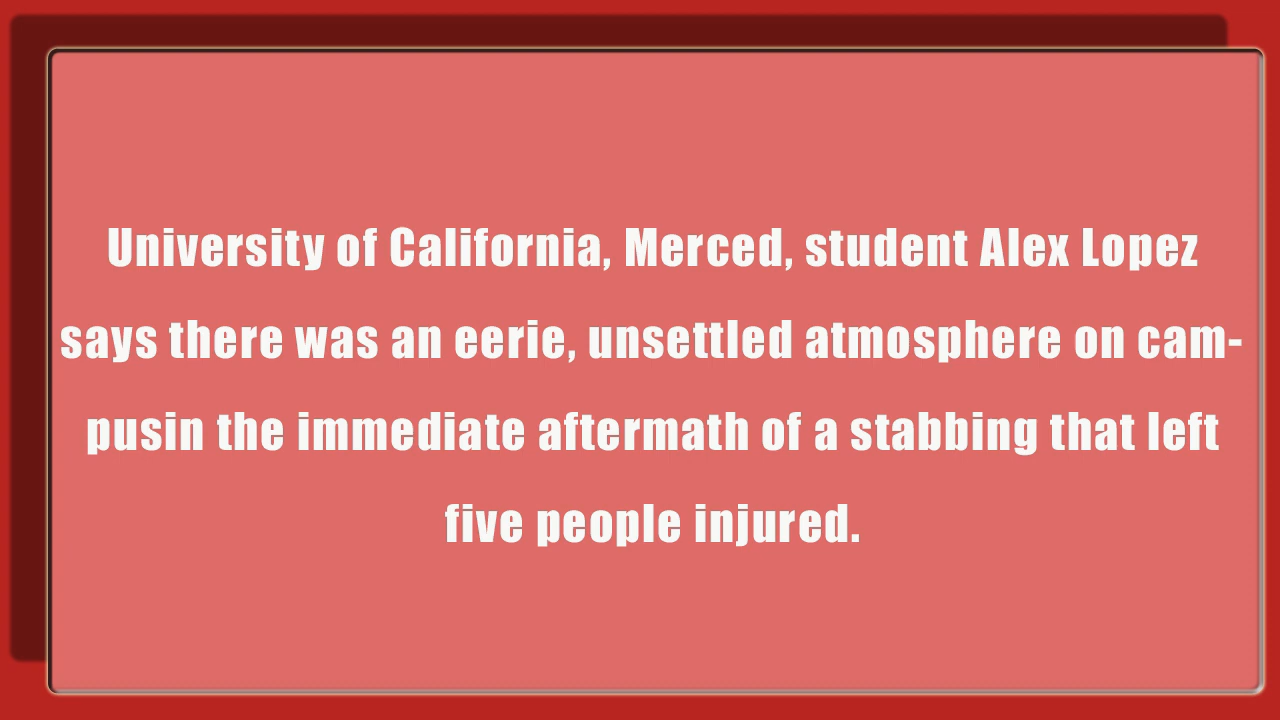 University of California, Merced, student Alex Lopez
says there was an eerie, unsettled atmosphere on cam-
pusin the immediate aftermath of a stabbing that left
five people injured.